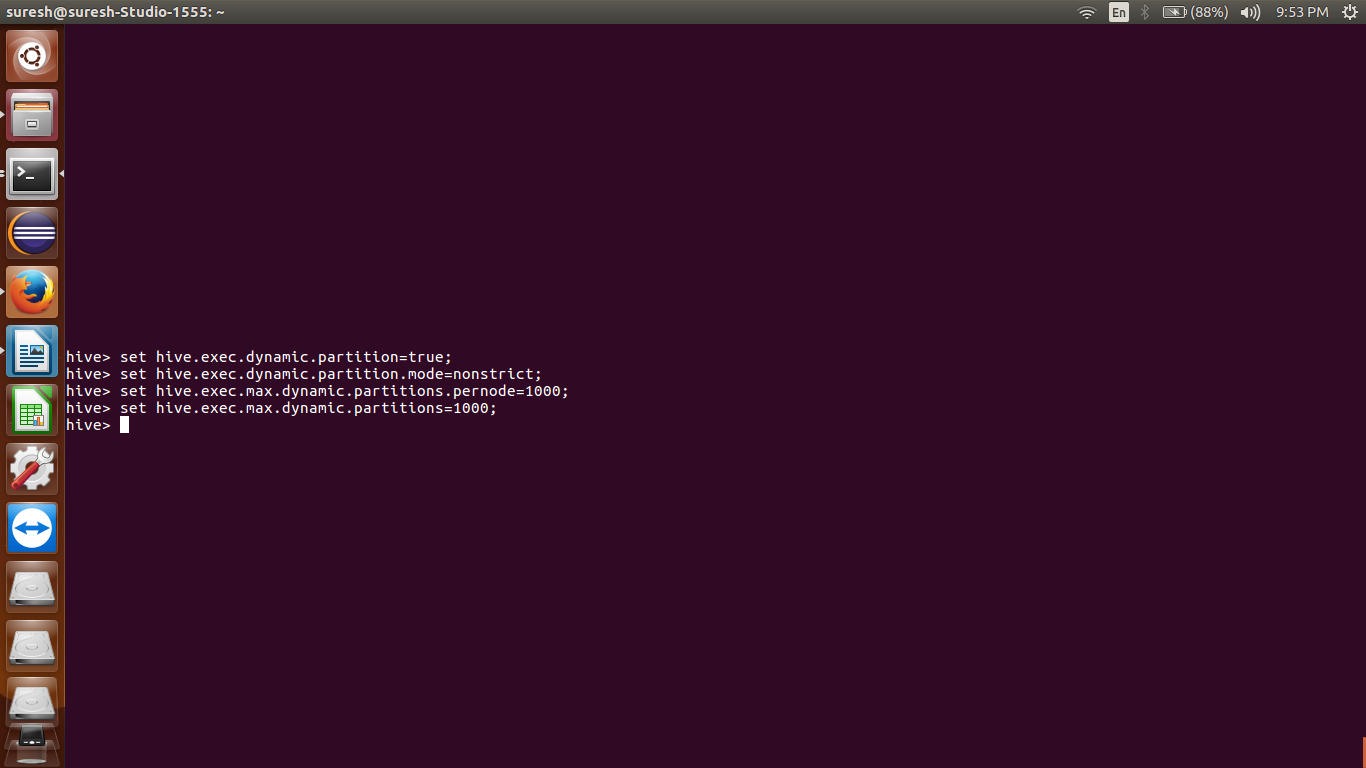 suresh@suresh-Studio-1555: ~
En
(88%)
9:53 PM
hive> set hive.exec.dynamic.partition=true;
hive> set hive.exec.dynamic.partition.mode=nonstrict;
hive> set hive.exec.max.dynamic.partitions.pernode=1000;
hive> set hive.exec.max.dynamic.partitions=1000;
hive>